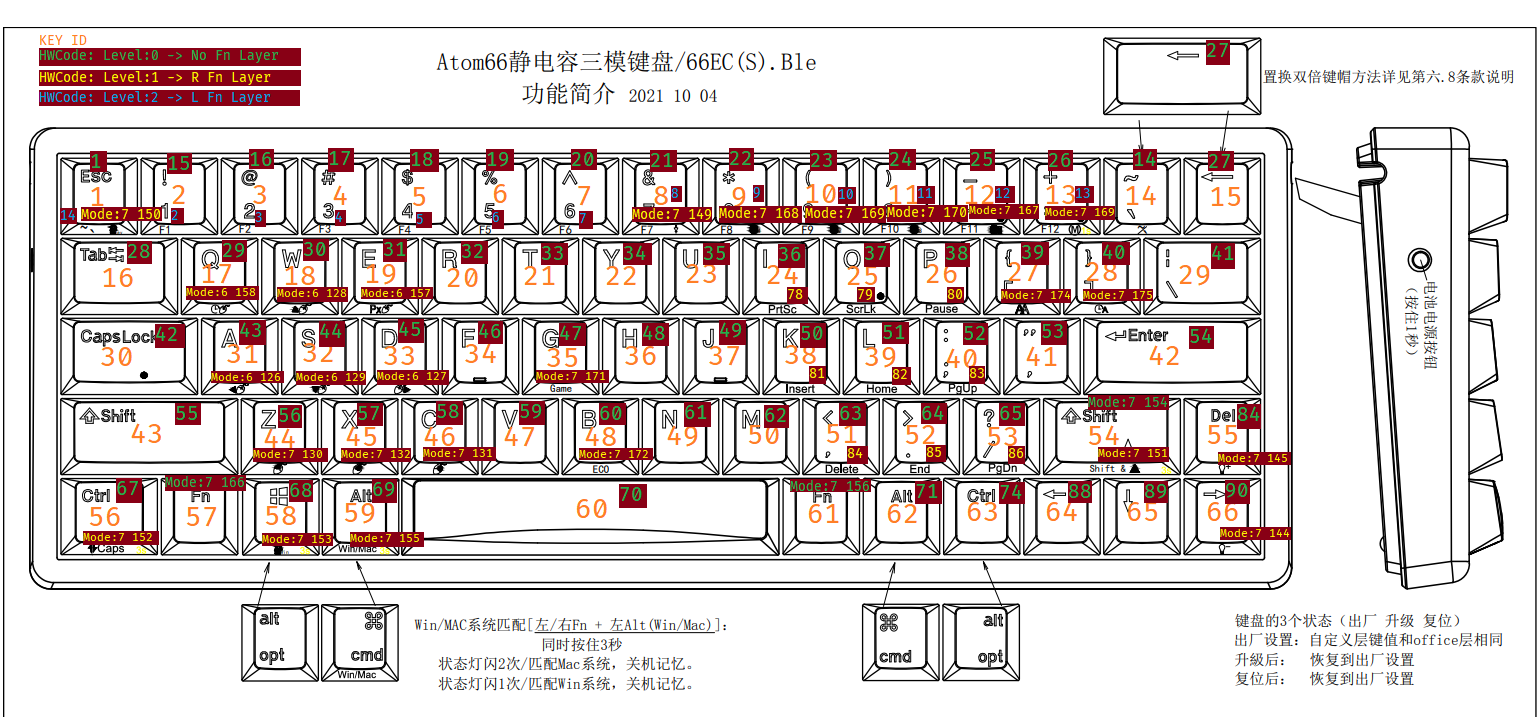 KEY ID
HWCode: Level:0 -> No Fn Layer
HWCode: Level:1 -> R Fn Layer
HWCode: Level:2 -> L Fn Layer
Atom66静电容三模键盘/66EC(S).Ble
功能简介 2021 10 04
27
置换双倍键帽方法详见第六.8条款说明
1 15 16 17 18 19 20 21 22 23 24 25 26 14 27
ESC ! @ # $ % ^ & * ( ) _ + ~
1 2 3 4 5 6 7 8 9 10 11 12 13 14 15
8 9 10 11 12 13
1 2 3 4 5 6
14 Mode:7 150 2 3 4 5 6 7 Mode:7 149 Mode:7 168 Mode:7 169 Mode:7 170 Mode:7 167 Mode:7 169
~、 F1 F2 F3 F4 F5 F6 F7 F8 F9 F10 F11 F12 M
Tab 28 Q 29 W 30 E 31 R 32 T 33 Y 34 U 35 I 36 O 37 P 38 { 39 } 40 | 41
16 17 18 19 20 21 22 23 24 25 26 27 28 29
Mode:6 158 Mode:6 128 Mode:6 157 78 79 80 Mode:7 174 Mode:7 175 \
Px PrtSc ScrLk Pause
Caps Lock 42 A 43 S 44 D 45 F 46 G 47 H 48 J 49 K 50 L 51 : 52 " 53 Enter 54
30 31 32 33 34 35 36 37 38 39 40 41 42
Mode:6 126 Mode:6 129 Mode:6 127 Mode:7 171 81 82 83
Game Insert Home PgUp
Shift 55 Z 56 X 57 C 58 V 59 B 60 N 61 M 62 < 63 > 64 ? 65 Mode:7 154 Shift Del 84
43 44 45 46 47 48 49 50 51 52 53 54 55
Mode:7 130 Mode:7 132 Mode:7 131 Mode:7 172 , 84 . 85 / 86 Mode:7 151 Mode:7 145
ECO Delete End PgDn Shift &
Ctrl 67 Mode:7 166 Fn 68 Alt 69 70 Mode:7 156 Fn Alt 71 Ctrl 74 88 89 90
56 57 58 59 60 61 62 63 64 65 66
Mode:7 152 Mode:7 153 Mode:7 155 Mode:7 144
Caps Win/Mac
电池电源按钮
(按住1秒)
alt
opt
⌘
cmd
Win/Mac
Win/MAC系统匹配[左/右Fn + 左Alt(Win/Mac)]:
同时按住3秒
状态灯闪2次/匹配Mac系统，关机记忆。
状态灯闪1次/匹配Win系统，关机记忆。
⌘
cmd
alt
opt
键盘的3个状态（出厂 升级 复位）
出厂设置：自定义层键值和office层相同
升级后： 恢复到出厂设置
复位后： 恢复到出厂设置